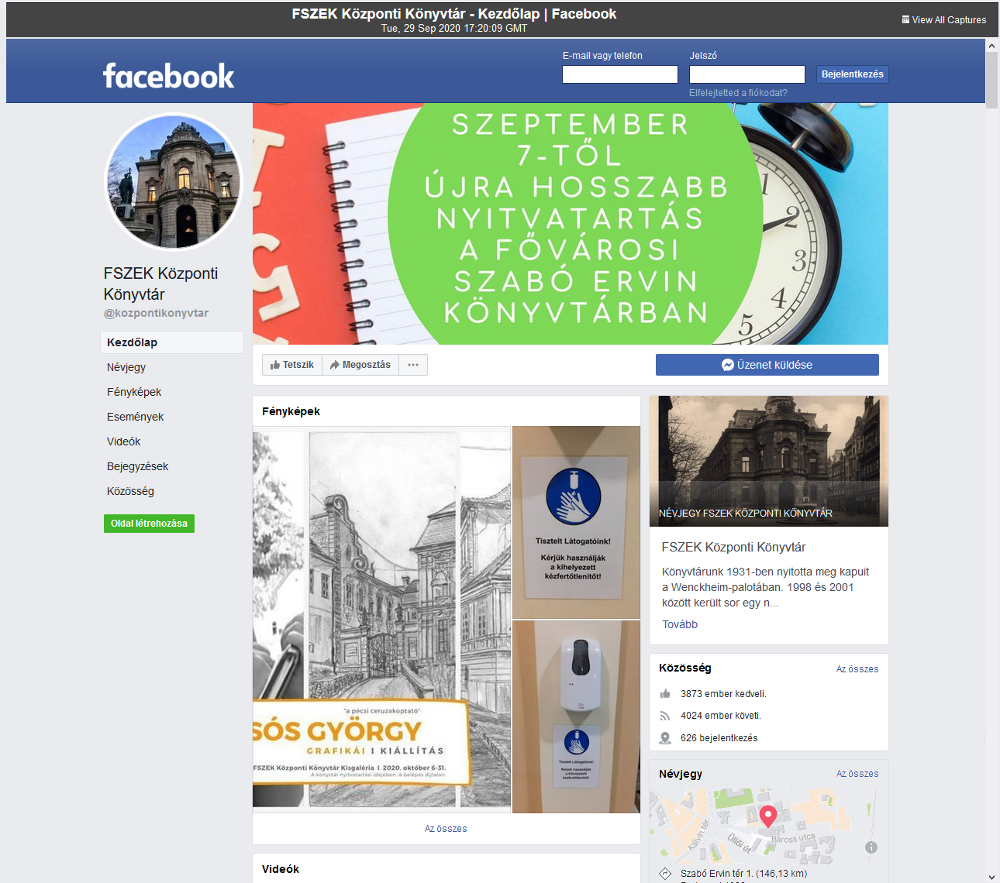 FSZEK Központi Könyvtár - Kezdőlap | Facebook
Tue, 29 Sep 2020 17:20:09 GMT
View All Captures
facebook
E-mail vagy telefon
Jelszó
Bejelentkezés
Elfelejtetted a fiókodat?
SZEPTEMBER
7-TŐL
ÚJRA HOSSZABB
NYITVATARTÁS
A FŐVÁROSI
SZABÓ ERVIN
KÖNYVTÁRBAN
1
2
3
4
5
FSZEK Központi
Könyvtár
@kozpontikonyvtar
Kezdőlap
Névjegy
Fényképek
Események
Videók
Bejegyzések
Közösség
Oldal létrehozása
Tetszik
Megosztás
Üzenet küldése
Fényképek
"a pécsi ceruzakoptató"
SÓS GYÖRGY
GRAFIKÁI I KIÁLLÍTÁS
FSZEK Központi Könyvtár Kisgaléria I 2020. október 6-31.
A könyvtár nyitvatartási idejében. A belépés díjtalan.
Tisztelt Látogatóink!
Kérjük használják
a kihelyezett
kézfertőtlenítőt!
Tisztelt Látogatóink!
Kérjük használják
a kihelyezett
kézfertőtlenítőt!
Az összes
Videók
NÉVJEGY FSZEK KÖZPONTI KÖNYVTÁR
FSZEK Központi Könyvtár
Könyvtárunk 1931-ben nyitotta meg kapuit
a Wenckheim-palotában. 1998 és 2001
között került sor egy n...
Tovább
Közösség
Az összes
3873 ember kedveli.
4024 ember követi.
626 bejelentkezés
Névjegy
Az összes
Kálvin tér
Üllői út
Baross utca
Szabó Ervin tér 1. (146,13 km)